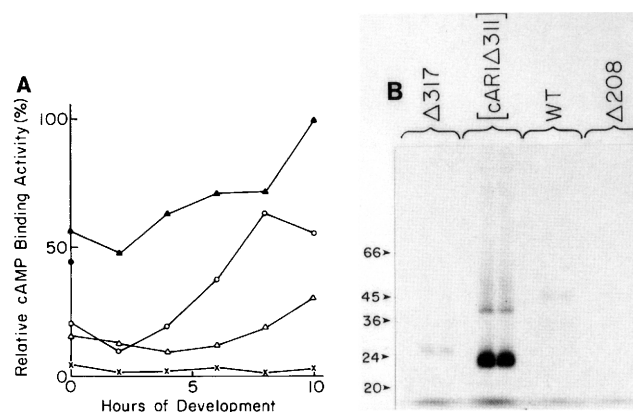 A
Relative cAMP Binding Activity (%)
100
50
0
0
5
10
Hours of Development
B
Δ317
[cAR1Δ311]
WT
Δ208
66
45
36
24
20